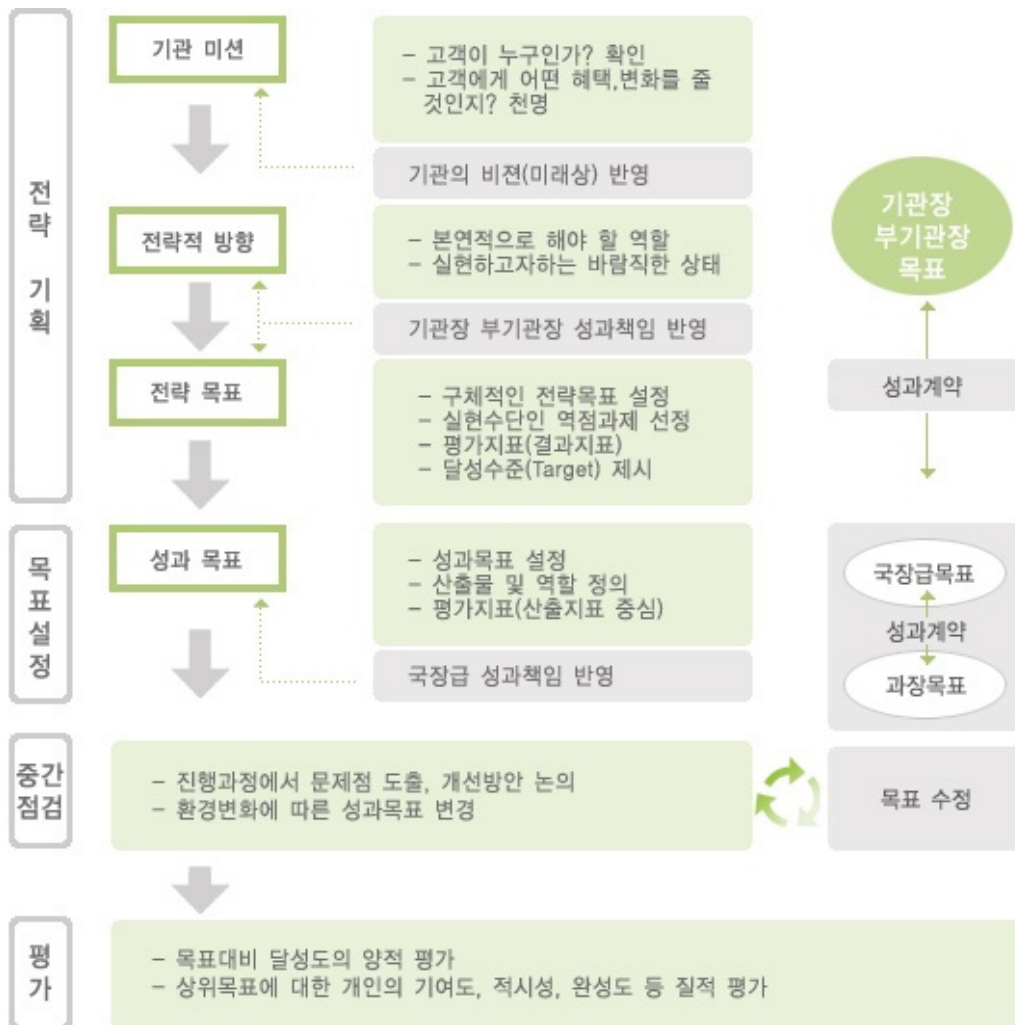 전략 기획
기관 미션
- 고객이 누구인가? 확인
- 고객에게 어떤 혜택,변화를 줄
것인지? 천명
기관의 비젼(미래상) 반영
전략적 방향
- 본연적으로 해야 할 역할
- 실현하고자하는 바람직한 상태
기관장 부기관장 성과책임 반영
전략 목표
- 구체적인 전략목표 설정
- 실현수단인 역점과제 선정
- 평가지표(결과지표)
- 달성수준(Target) 제시
기관장
부기관장
목표
성과계약
목표설정
성과 목표
- 성과목표 설정
- 산출물 및 역할 정의
- 평가지표(산출지표 중심)
국장급 성과책임 반영
국장급목표
성과계약
과장목표
중간
점검
- 진행과정에서 문제점 도출, 개선방안 논의
- 환경변화에 따른 성과목표 변경
목표 수정
평가
- 목표대비 달성도의 양적 평가
- 상위목표에 대한 개인의 기여도, 적시성, 완성도 등 질적 평가